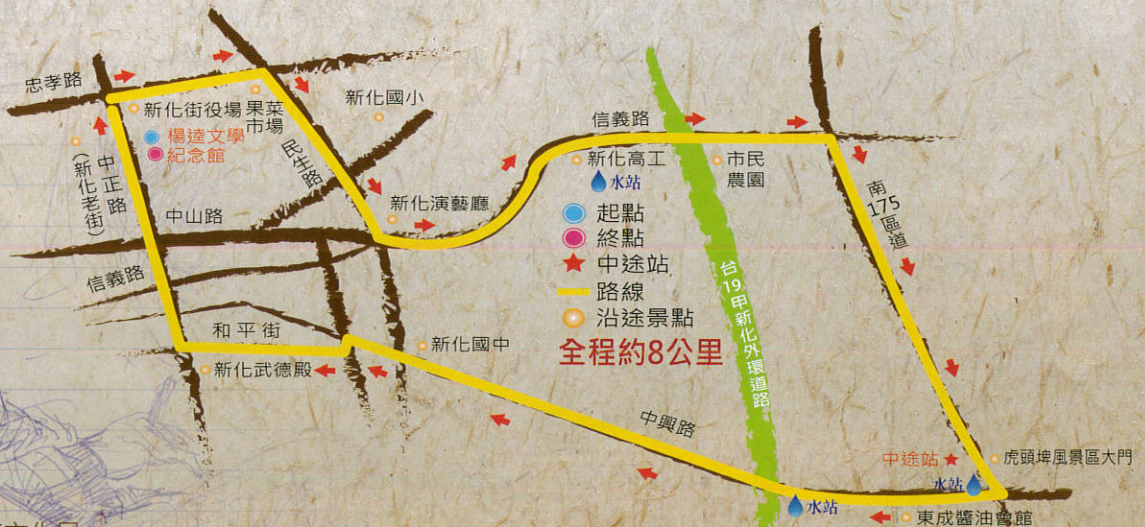 忠孝路
新化街役場
果菜
市場
楊逵文學
紀念館
新化國小
民生路
中正路
(新化老街)
中山路
新化演藝廳
信義路
新化高工
水站
市民
農園
南175區道
起點
終點
中途站
路線
沿途景點
全程約8公里
台19甲新化外環道路
信義路
和平街
新化武德殿
新化國中
中興路
中途站
虎頭埤風景區大門
水站
水站
東成醬油會館